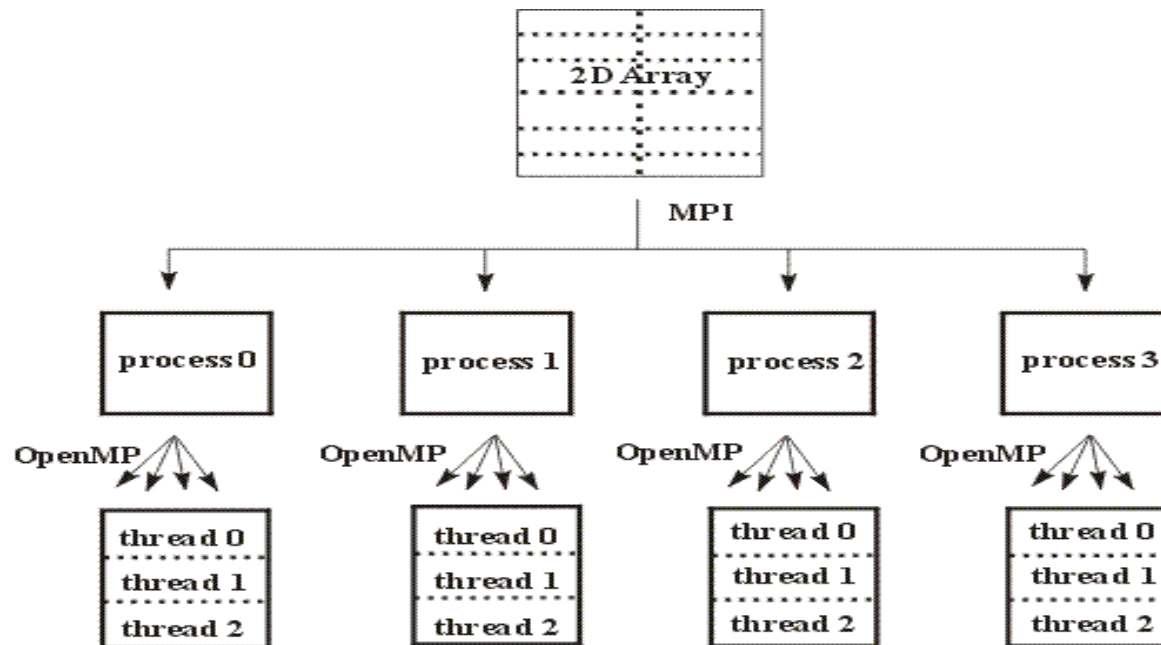 2D Array
MPI
process 0
process 1
process 2
process 3
OpenMP
OpenMP
OpenMP
OpenMP
thread 0
thread 1
thread 2
thread 0
thread 1
thread 2
thread 0
thread 1
thread 2
thread 0
thread 1
thread 2